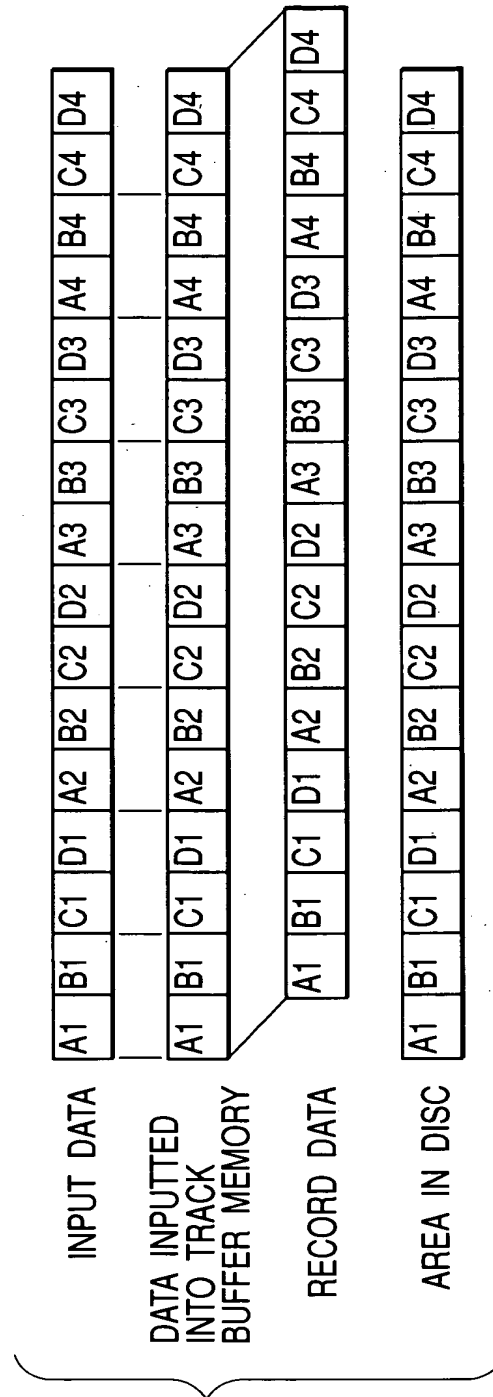 INPUT DATA
A1 B1 C1 D1 A2 B2 C2 D2 A3 B3 C3 D3 A4 B4 C4 D4
DATA INPUTTED
INTO TRACK
BUFFER MEMORY
A1 B1 C1 D1 A2 B2 C2 D2 A3 B3 C3 D3 A4 B4 C4 D4
RECORD DATA
A1 B1 C1 D1 A2 B2 C2 D2 A3 B3 C3 D3 A4 B4 C4 D4
AREA IN DISC
A1 B1 C1 D1 A2 B2 C2 D2 A3 B3 C3 D3 A4 B4 C4 D4